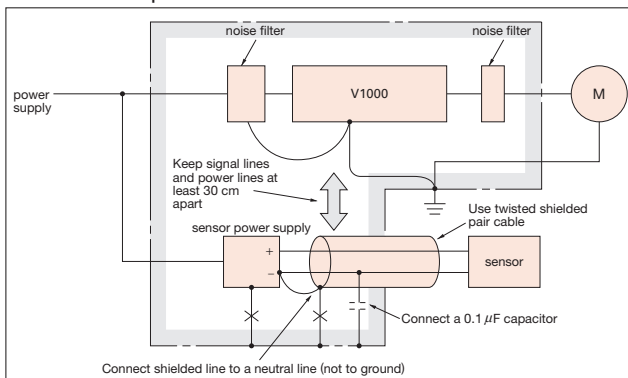 noise filter
noise filter
power
supply
V1000
M
Keep signal lines
and power lines at
least 30 cm
apart
Use twisted shielded
pair cable
sensor power supply
+
−
sensor
Connect a 0.1 μF capacitor
Connect shielded line to a neutral line (not to ground)